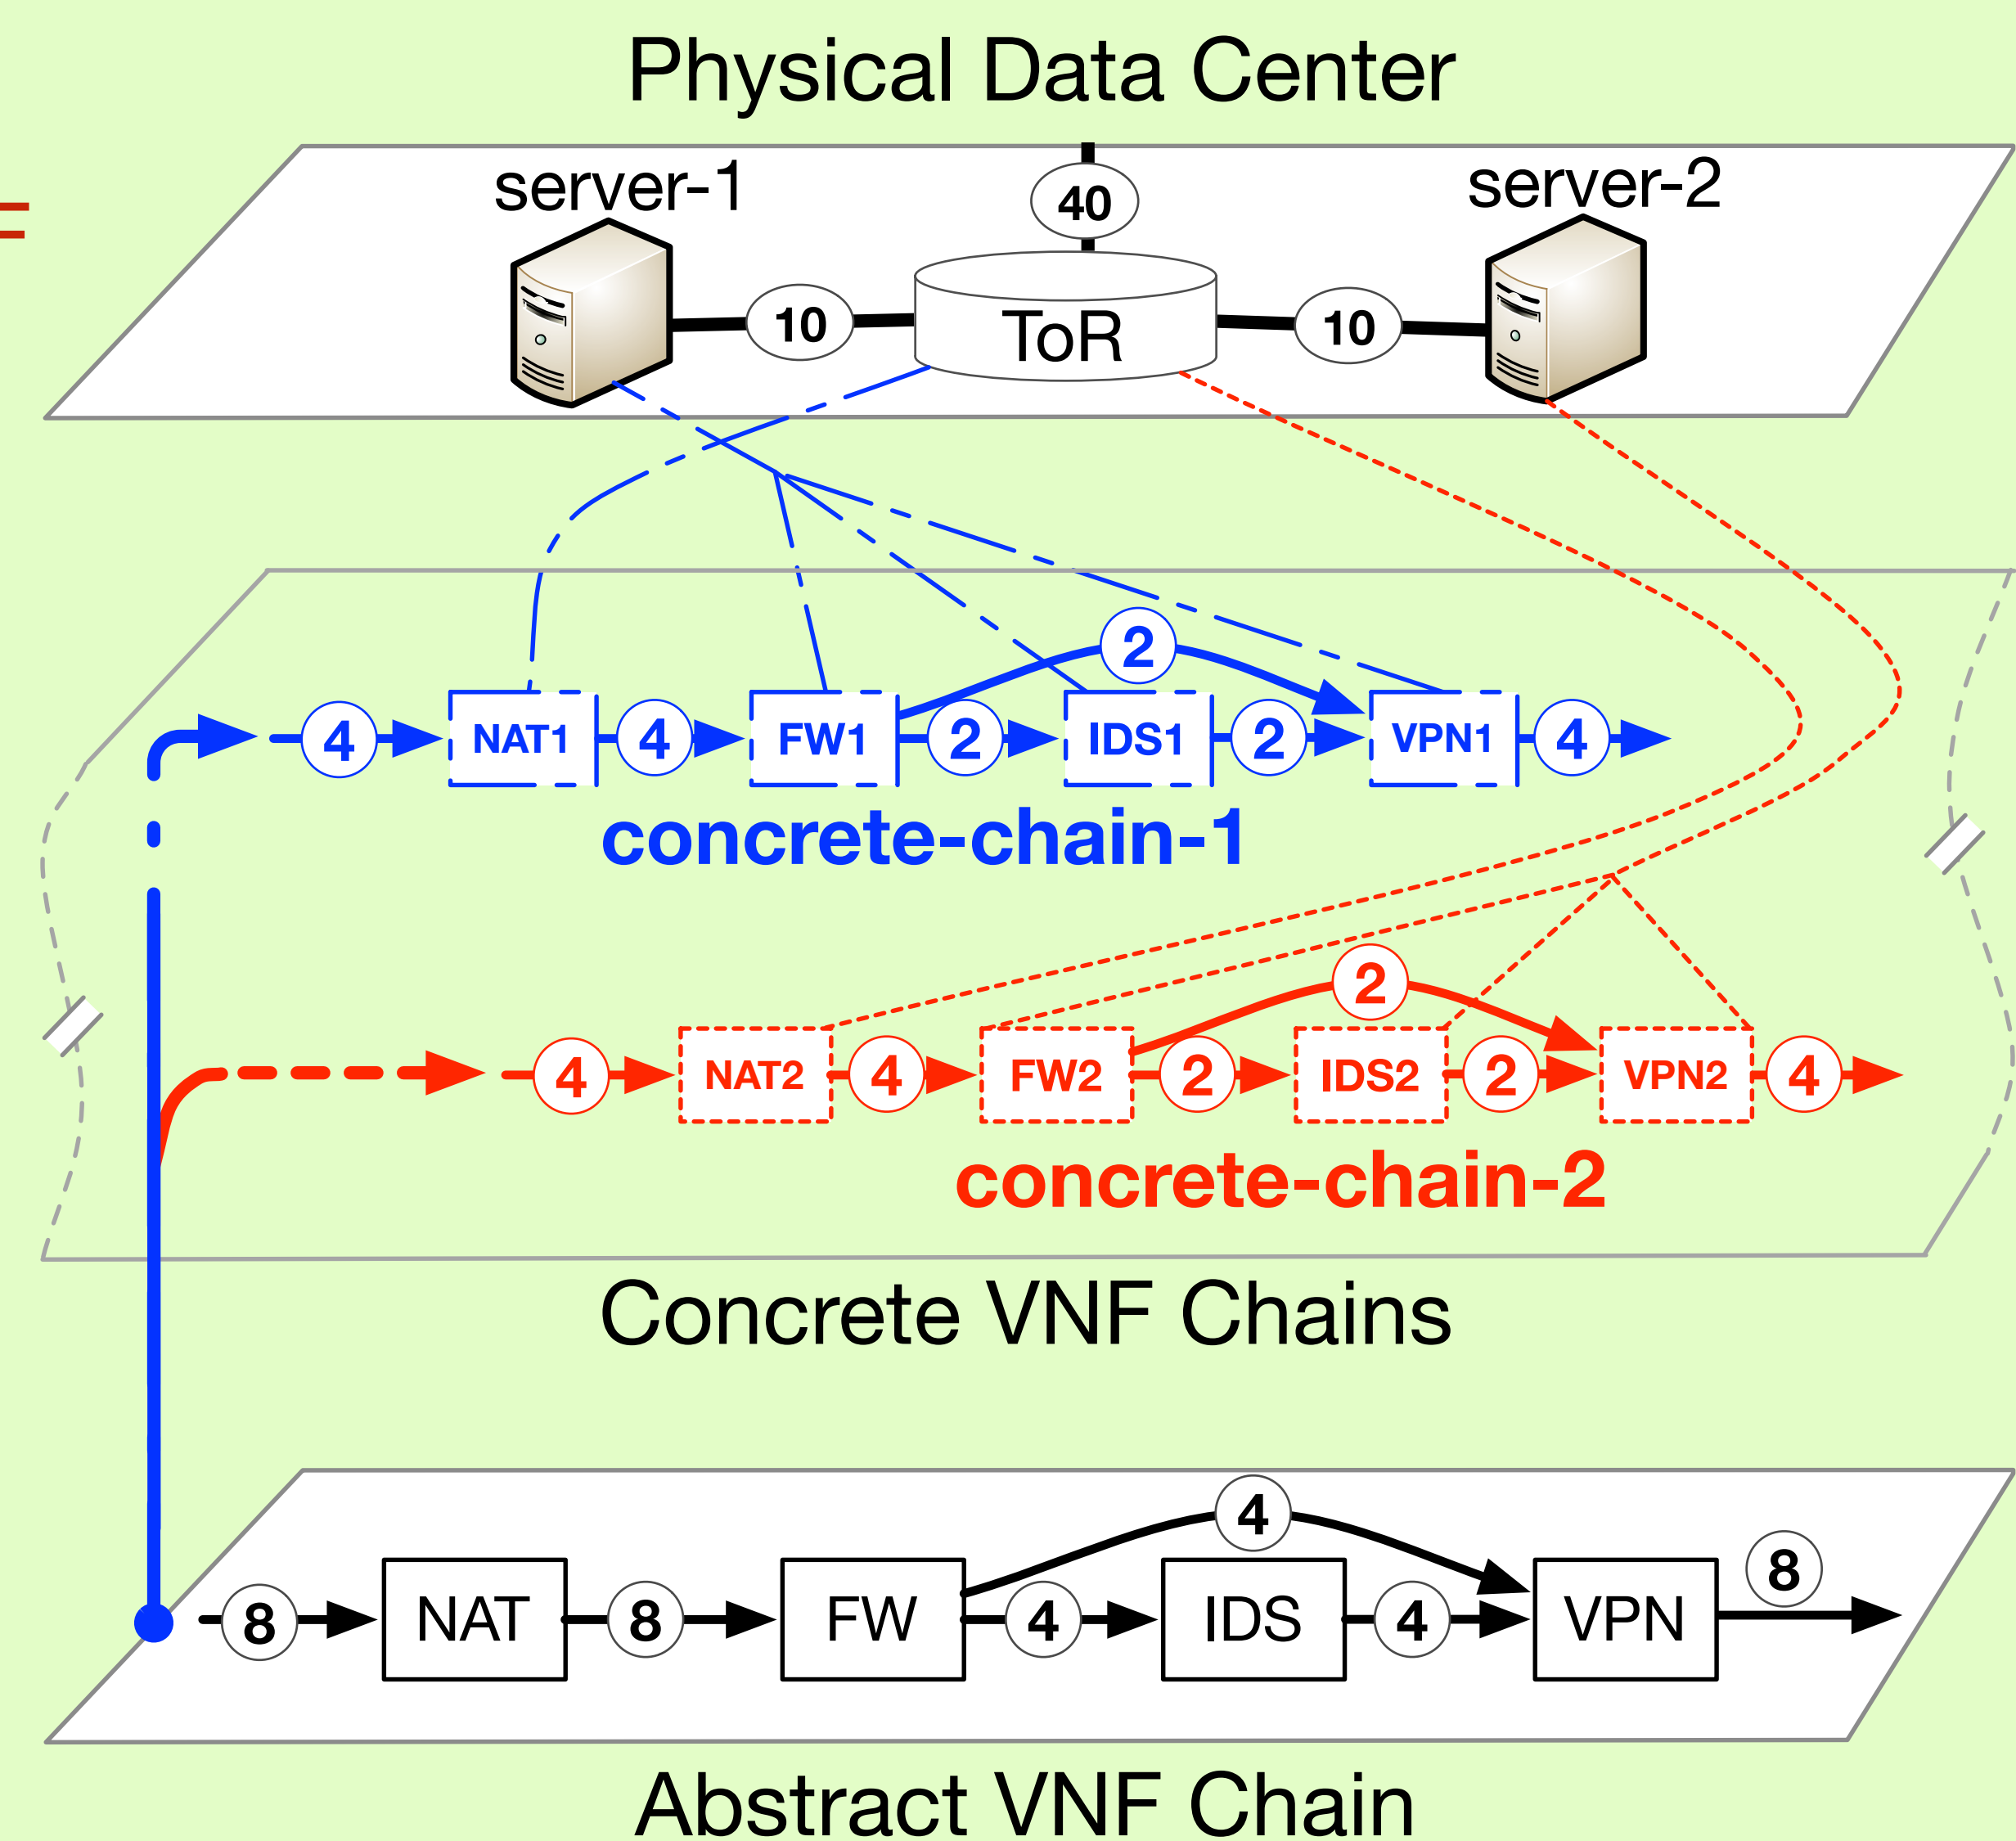 Physical Data Center
server-1
40
server-2
10
ToR
10
2
4
NAT1
4
FW1
2
IDS1
2
VPN1
4
concrete-chain-1
2
4
NAT2
4
FW2
2
IDS2
2
VPN2
4
concrete-chain-2
Concrete VNF Chains
4
8
8
NAT
8
FW
4
IDS
4
VPN
Abstract VNF Chain